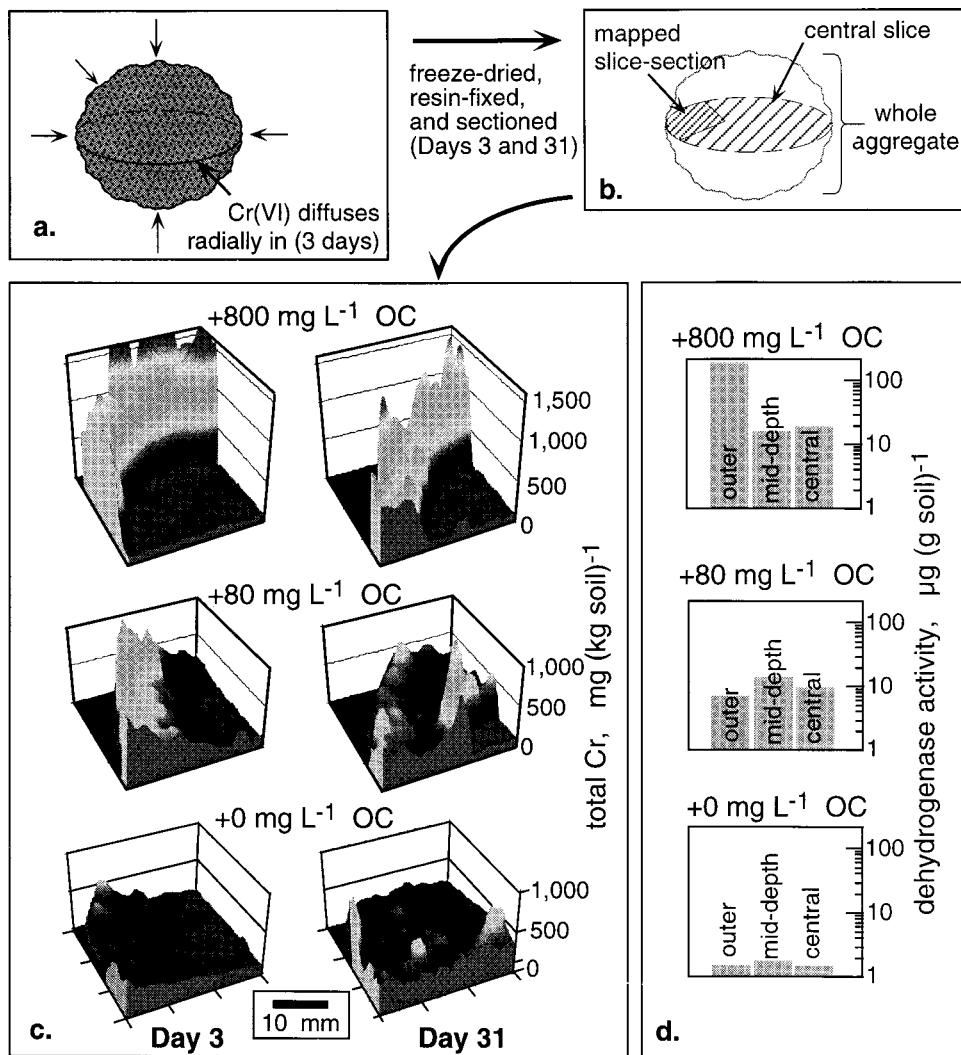 a.
Cr(VI) diffuses
radially in (3 days)
freeze-dried,
resin-fixed,
and sectioned
(Days 3 and 31)
b.
mapped
slice-section
central slice
whole
aggregate
c.
+800 mg L-1 OC
1,500
1,000
500
0
+80 mg L-1 OC
1,000
500
0
+0 mg L-1 OC
1,000
500
0
total Cr, mg (kg soil)-1
10 mm
Day 3
Day 31
d.
+800 mg L-1 OC
outer
mid-depth
central
100
10
1
+80 mg L-1 OC
outer
mid-depth
central
100
10
1
+0 mg L-1 OC
outer
mid-depth
central
100
10
1
dehydrogenase activity, µg (g soil)-1